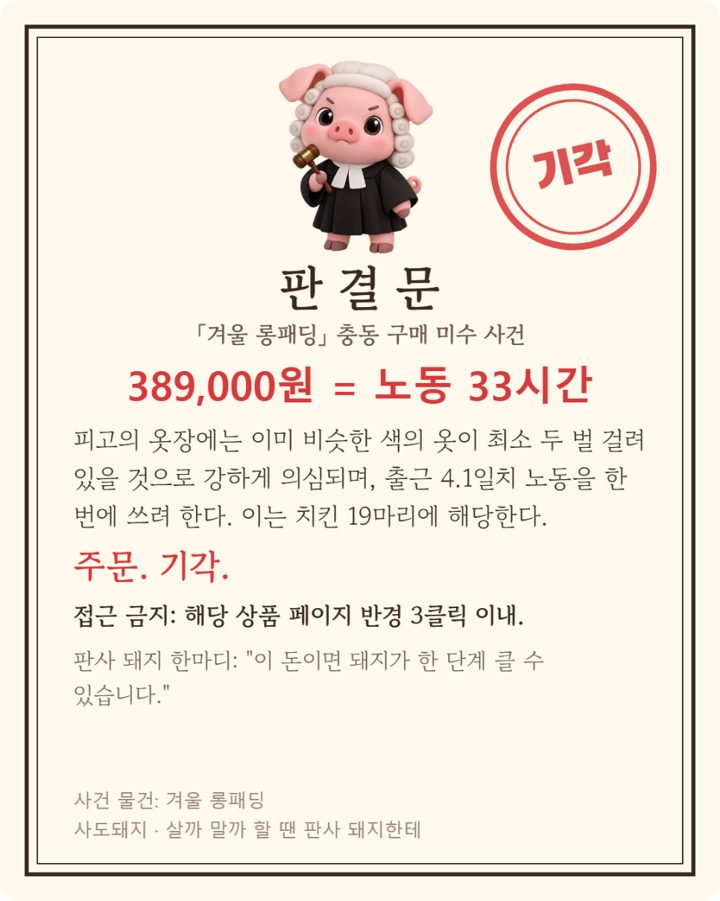 기각
판결문
「겨울 롱패딩」 충동 구매 미수 사건
389,000원 = 노동 33시간
피고의 옷장에는 이미 비슷한 색의 옷이 최소 두 벌 걸려
있을 것으로 강하게 의심되며, 출근 4.1일치 노동을 한
번에 쓰려 한다. 이는 치킨 19마리에 해당한다.
주문. 기각.
접근 금지: 해당 상품 페이지 반경 3클릭 이내.
판사 돼지 한마디: "이 돈이면 돼지가 한 단계 클 수
있습니다."
사건 물건: 겨울 롱패딩
사도돼지 · 살까 말까 할 땐 판사 돼지한테